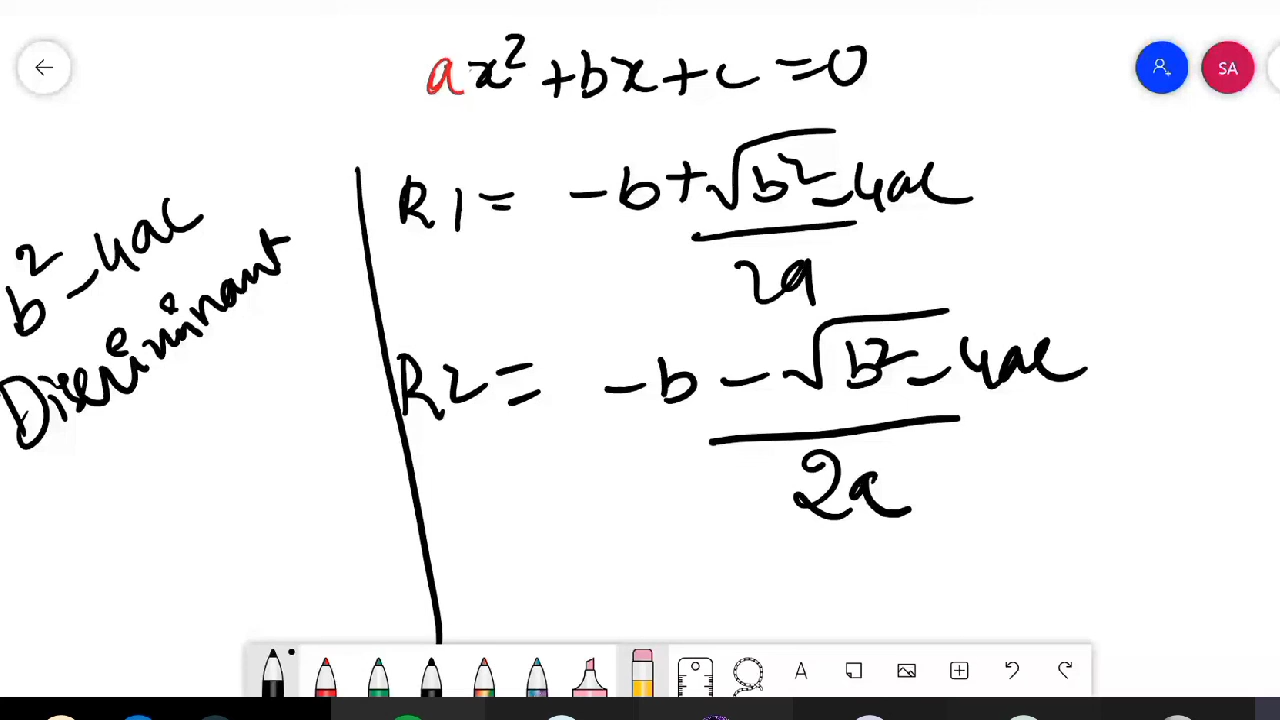 ax² + bx + c = 0
R1 = -b + √b² - 4ac
2a
R2 = -b - √b² - 4ac
2a
b² - 4ac
Discriminant
SA
A